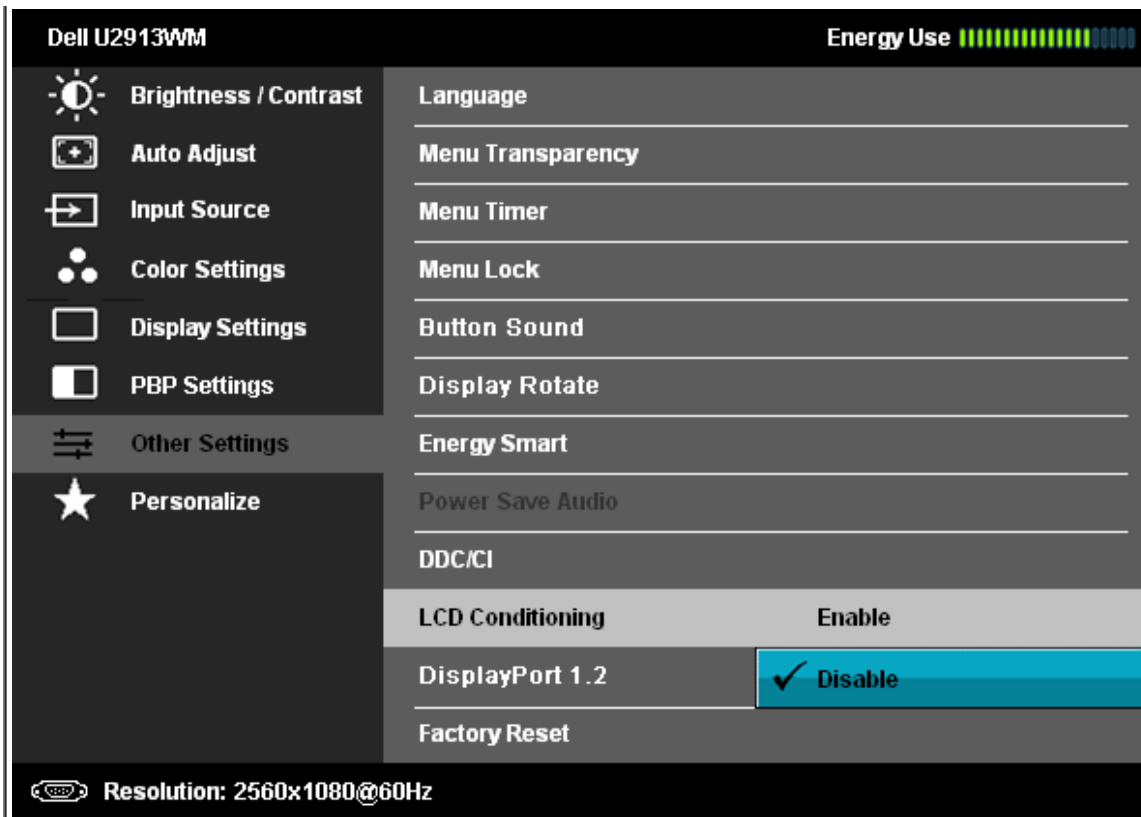 Dell U2913WM Energy Use
Brightness / Contrast Language
Auto Adjust Menu Transparency
Input Source Menu Timer
Color Settings Menu Lock
Display Settings Button Sound
PBP Settings Display Rotate
Other Settings Energy Smart
Personalize Power Save Audio
DDC/CI
LCD Conditioning Enable
DisplayPort 1.2 Disable
Factory Reset
Resolution: 2560x1080@60Hz